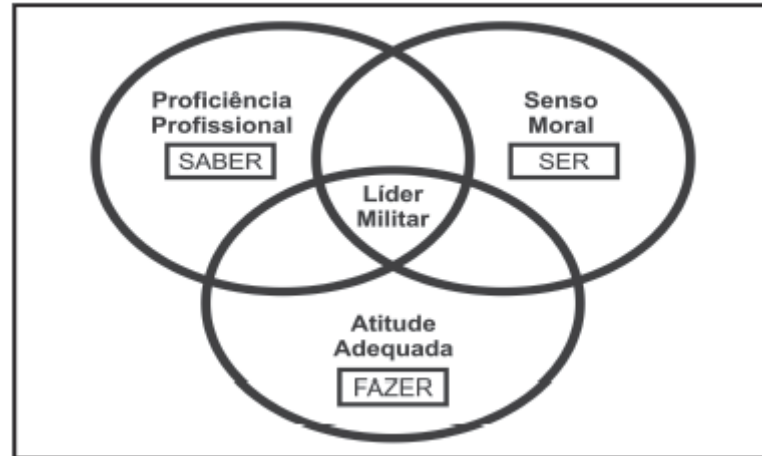 Proficiência
Profissional
SABER
Senso
Moral
SER
Líder
Militar
Atitude
Adequada
FAZER